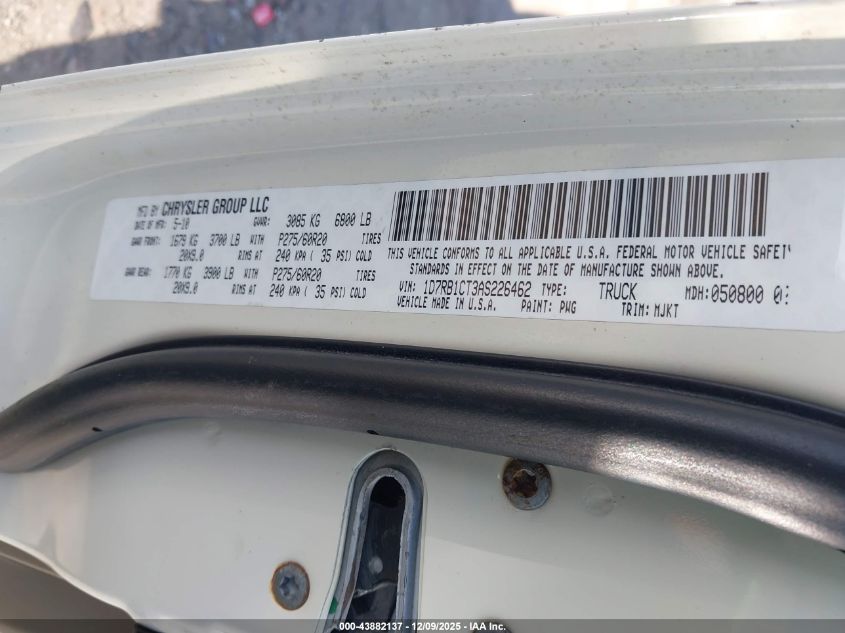 MFD BY CHRYSLER GROUP LLC
DATE OF MFR: 5-10 GVWR: 3085 KG 6800 LB
GAWR FRONT: 1679 KG 3700 LB WITH P275/60R20 TIRES
20X9.0 RIMS AT 240 KPA ( 35 PSI) COLD
GAWR REAR: 1770 KG 3900 LB WITH P275/60R20 TIRES
20X9.0 RIMS AT 240 KPA ( 35 PSI) COLD
THIS VEHICLE CONFORMS TO ALL APPLICABLE U.S.A. FEDERAL MOTOR VEHICLE SAFETY
STANDARDS IN EFFECT ON THE DATE OF MANUFACTURE SHOWN ABOVE.
VIN: 1D7RB1CT3AS226462 TYPE: TRUCK MDH:050800
VEHICLE MADE IN U.S.A. PAINT: PWG TRIM: MJKT
000-43882137 - 12/09/2025 - IAA Inc.